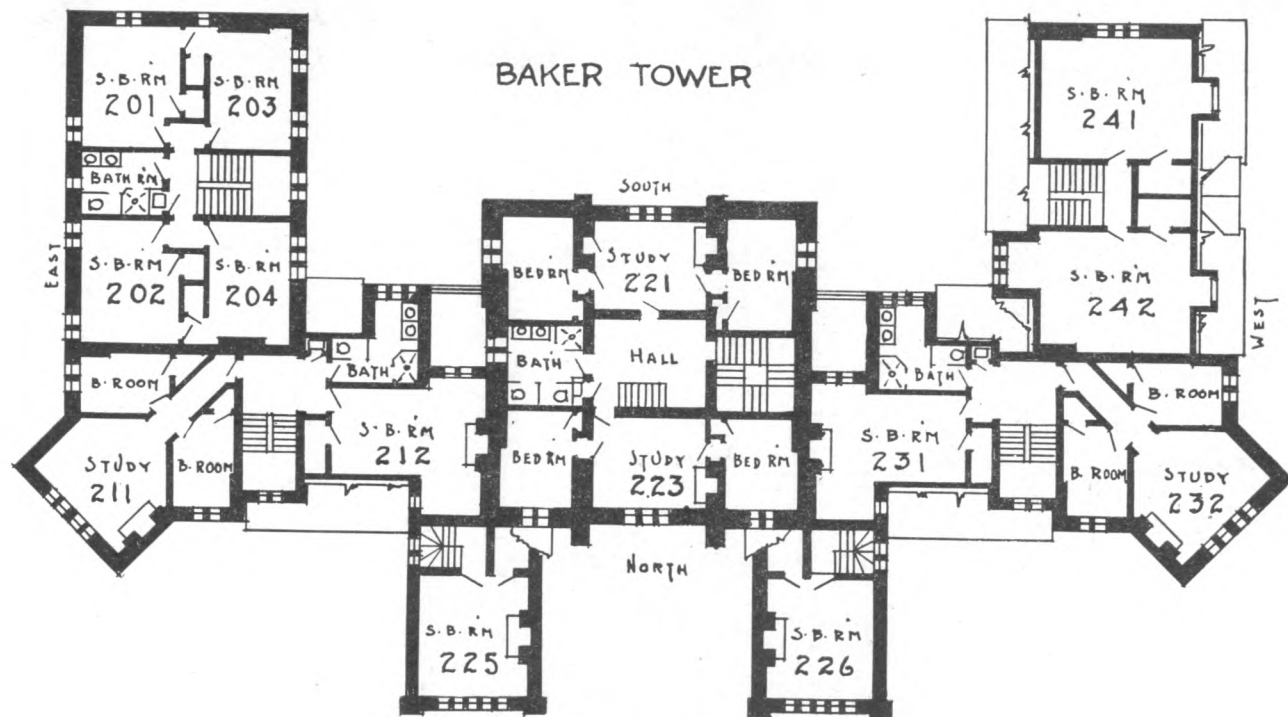 BAKER TOWER
S.B.RM
201
S.B.RM
203
BATH RM
S.B.RM
202
S.B.RM
204
EAST
B.ROOM
STUDY
211
B.ROOM
BATH
S.B.RM
212
SOUTH
BED RM
STUDY
221
BED RM
BATH
HALL
BED RM
STUDY
223
BED RM
NORTH
S.B.RM
225
S.B.RM
226
S.B.RM
241
S.B.RM
242
WEST
BATH
S.B.RM
231
B.ROOM
B.ROOM
STUDY
232